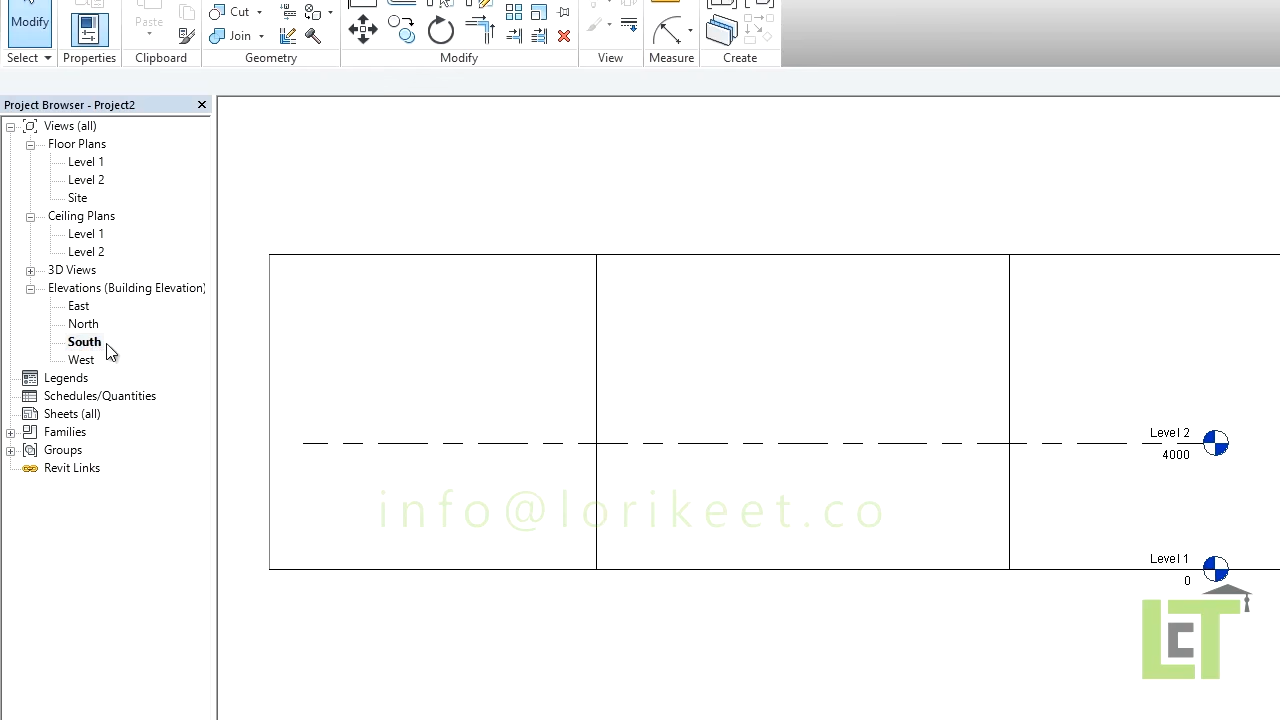 Modify
Paste
Cut
Join
Select
Properties
Clipboard
Geometry
Modify
View
Measure
Create
Project Browser - Project2
Views (all)
Floor Plans
Level 1
Level 2
Site
Ceiling Plans
Level 1
Level 2
3D Views
Elevations (Building Elevation)
East
North
South
West
Legends
Schedules/Quantities
Sheets (all)
Families
Groups
Revit Links
Level 2
4000
info@lorikeet.co
Level 1
0
LCT